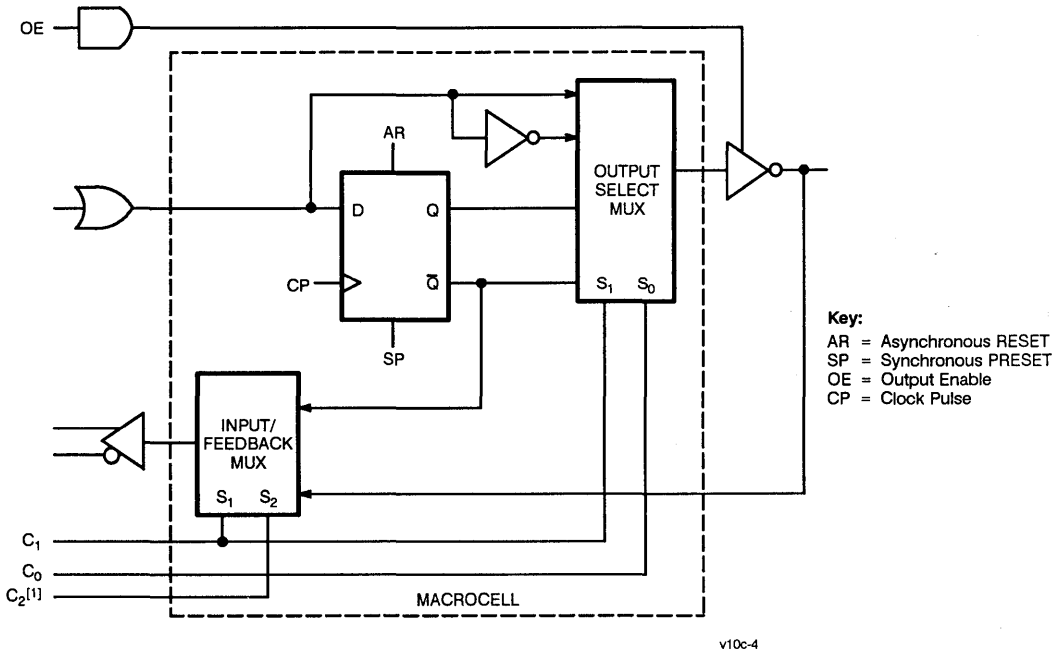 OE
AR
OUTPUT
SELECT
MUX
D
Q
CP
Q̅
S₁ S₀
SP
Key:
AR = Asynchronous RESET
SP = Synchronous PRESET
OE = Output Enable
CP = Clock Pulse
INPUT/
FEEDBACK
MUX
S₁ S₂
C₁
C₀
C₂[1]
MACROCELL
v10c-4